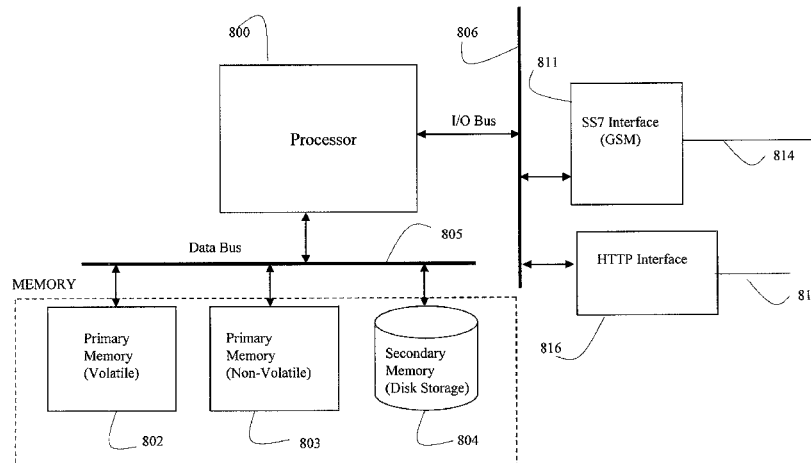 800
806
811
Processor
I/O Bus
SS7 Interface
(GSM)
814
Data Bus
805
HTTP Interface
81
MEMORY
Primary
Memory
(Volatile)
Primary
Memory
(Non-Volatile)
Secondary
Memory
(Disk Storage)
816
802
803
804